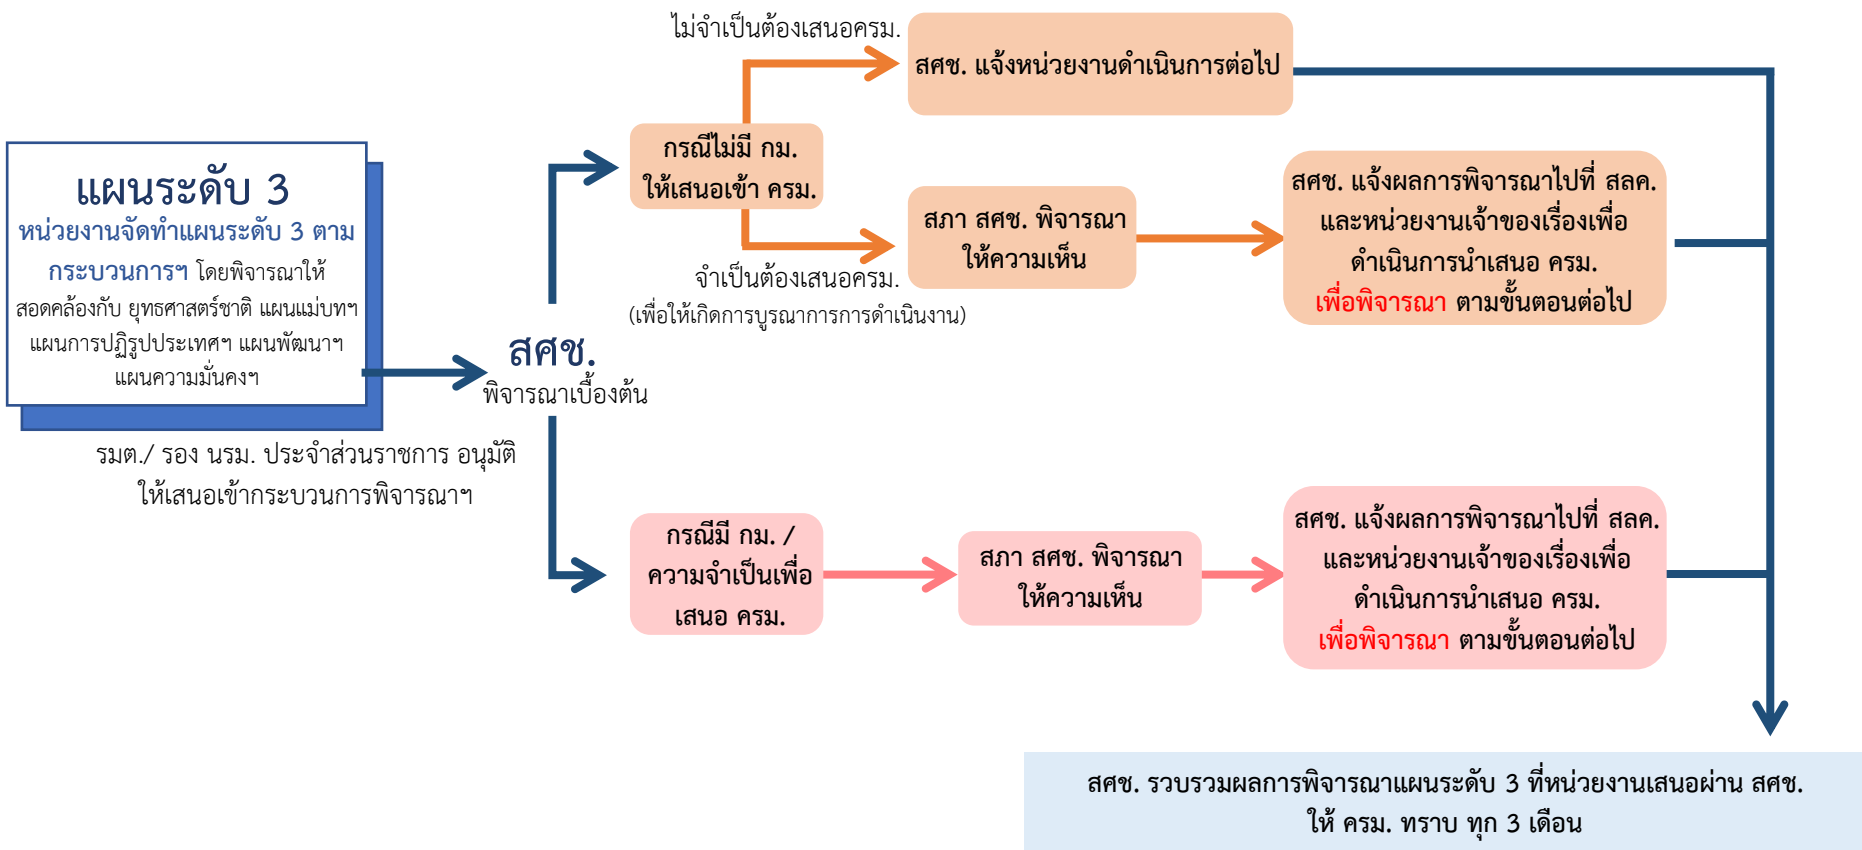 แผนระดับ 3
หน่วยงานจัดทำแผนระดับ 3 ตาม
กระบวนการฯ โดยพิจารณาให้
สอดคล้องกับ ยุทธศาสตร์ชาติ แผนแม่บทฯ
แผนการปฏิรูปประเทศฯ แผนพัฒนาฯ
แผนความมั่นคงฯ
รมต./ รอง นรม. ประจำส่วนราชการ อนุมัติ
ให้เสนอเข้ากระบวนการพิจารณาฯ
สศช.
พิจารณาเบื้องต้น
กรณีไม่มี กม.
ให้เสนอเข้า ครม.
ไม่จำเป็นต้องเสนอครม.
สศช. แจ้งหน่วยงานดำเนินการต่อไป
จำเป็นต้องเสนอครม.
(เพื่อให้เกิดการบูรณาการการดำเนินงาน)
สภา สศช. พิจารณา
ให้ความเห็น
สศช. แจ้งผลการพิจารณาไปที่ สลค.
และหน่วยงานเจ้าของเรื่องเพื่อ
ดำเนินการนำเสนอ ครม.
เพื่อพิจารณา ตามขั้นตอนต่อไป
กรณีมี กม. /
ความจำเป็นเพื่อ
เสนอ ครม.
สภา สศช. พิจารณา
ให้ความเห็น
สศช. แจ้งผลการพิจารณาไปที่ สลค.
และหน่วยงานเจ้าของเรื่องเพื่อ
ดำเนินการนำเสนอ ครม.
เพื่อพิจารณา ตามขั้นตอนต่อไป
สศช. รวบรวมผลการพิจารณาแผนระดับ 3 ที่หน่วยงานเสนอผ่าน สศช.
ให้ ครม. ทราบ ทุก 3 เดือน